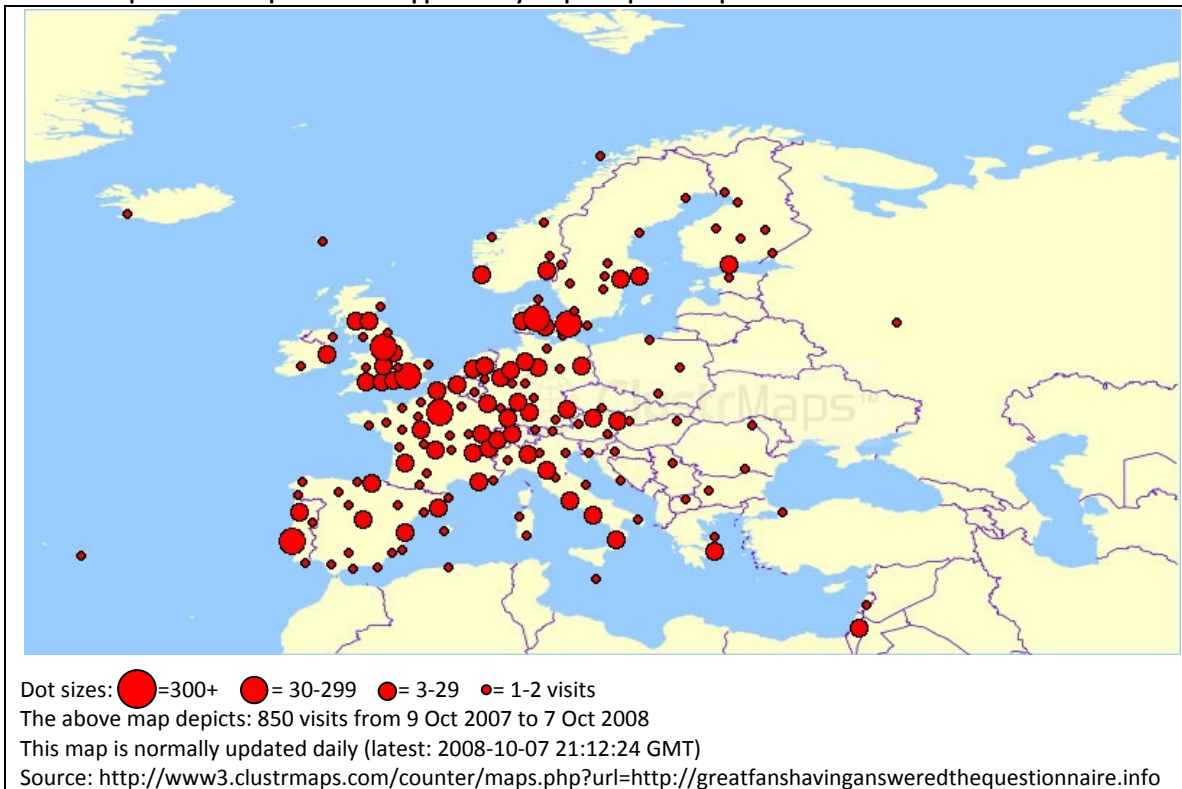 ClustrMaps™
Dot sizes: =300+ = 30-299 = 3-29 = 1-2 visits
The above map depicts: 850 visits from 9 Oct 2007 to 7 Oct 2008
This map is normally updated daily (latest: 2008-10-07 21:12:24 GMT)
Source: http://www3.clustrmaps.com/counter/maps.php?url=http://greatfanshavingansweredthequestionnaire.info